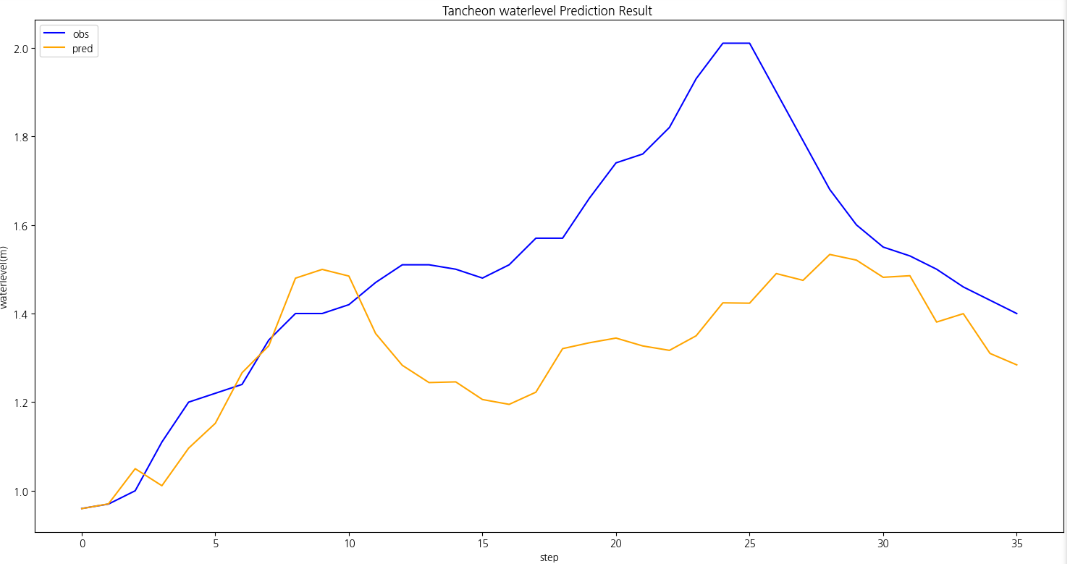 Tancheon waterlevel Prediction Result
obs
pred
2.0
1.8
1.6
1.4
1.2
1.0
waterlevel(m)
0 5 10 15 20 25 30 35
step